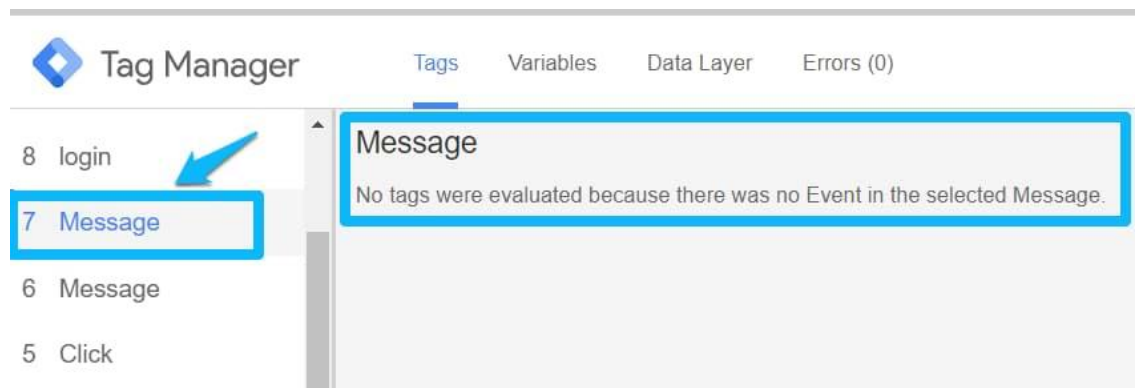 Tag Manager
Tags Variables Data Layer Errors (0)
8 login
7 Message
6 Message
5 Click
Message
No tags were evaluated because there was no Event in the selected Message.